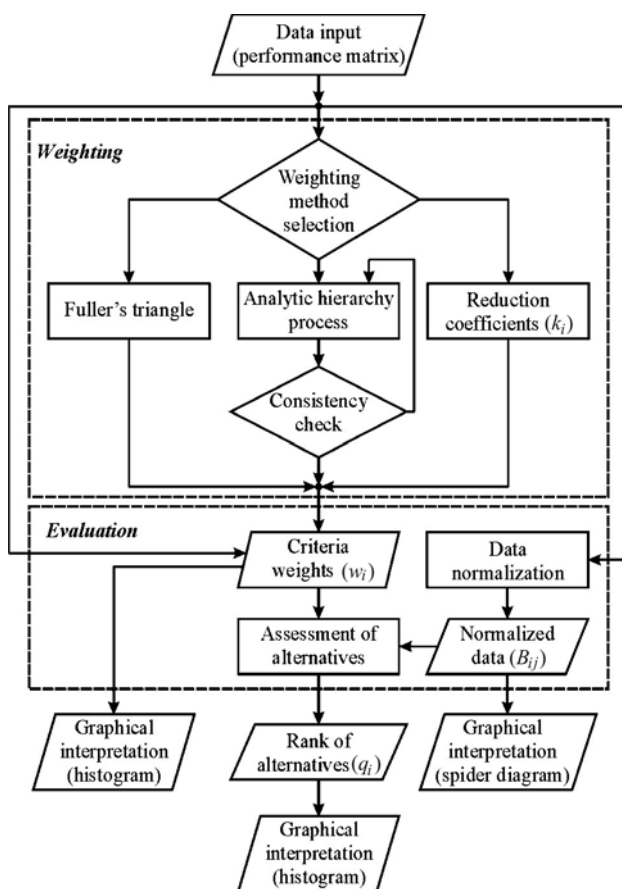 Data input
(performance matrix)
Weighting
Weighting
method
selection
Fuller's triangle
Analytic hierarchy
process
Reduction
coefficients (kᵢ)
Consistency
check
Evaluation
Criteria
weights (wᵢ)
Data
normalization
Assessment of
alternatives
Normalized
data (Bᵢⱼ)
Graphical
interpretation
(histogram)
Rank of
alternatives (qᵢ)
Graphical
interpretation
(spider diagram)
Graphical
interpretation
(histogram)